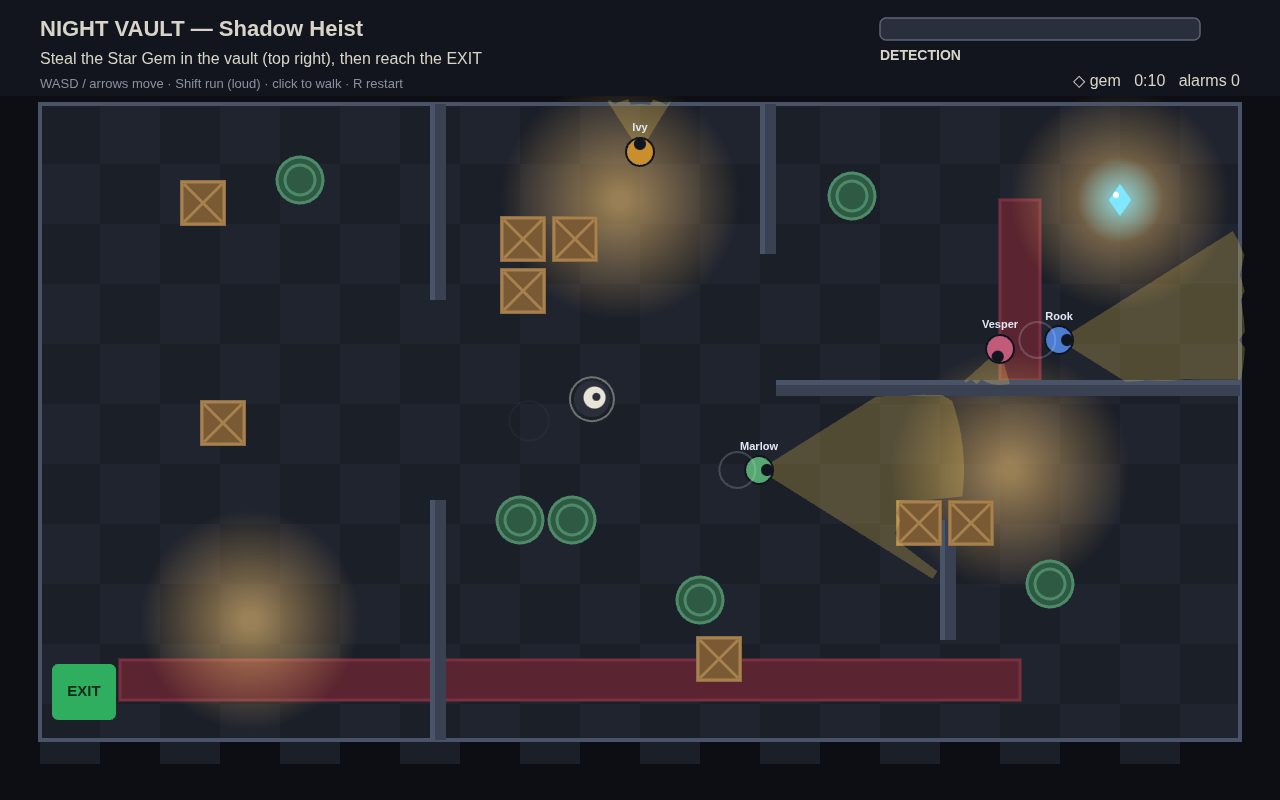 NIGHT VAULT — Shadow Heist
Steal the Star Gem in the vault (top right), then reach the EXIT
WASD / arrows move · Shift run (loud) · click to walk · R restart
DETECTION
◇ gem 0:10 alarms 0
Ivy
Vesper
Rook
Marlow
EXIT